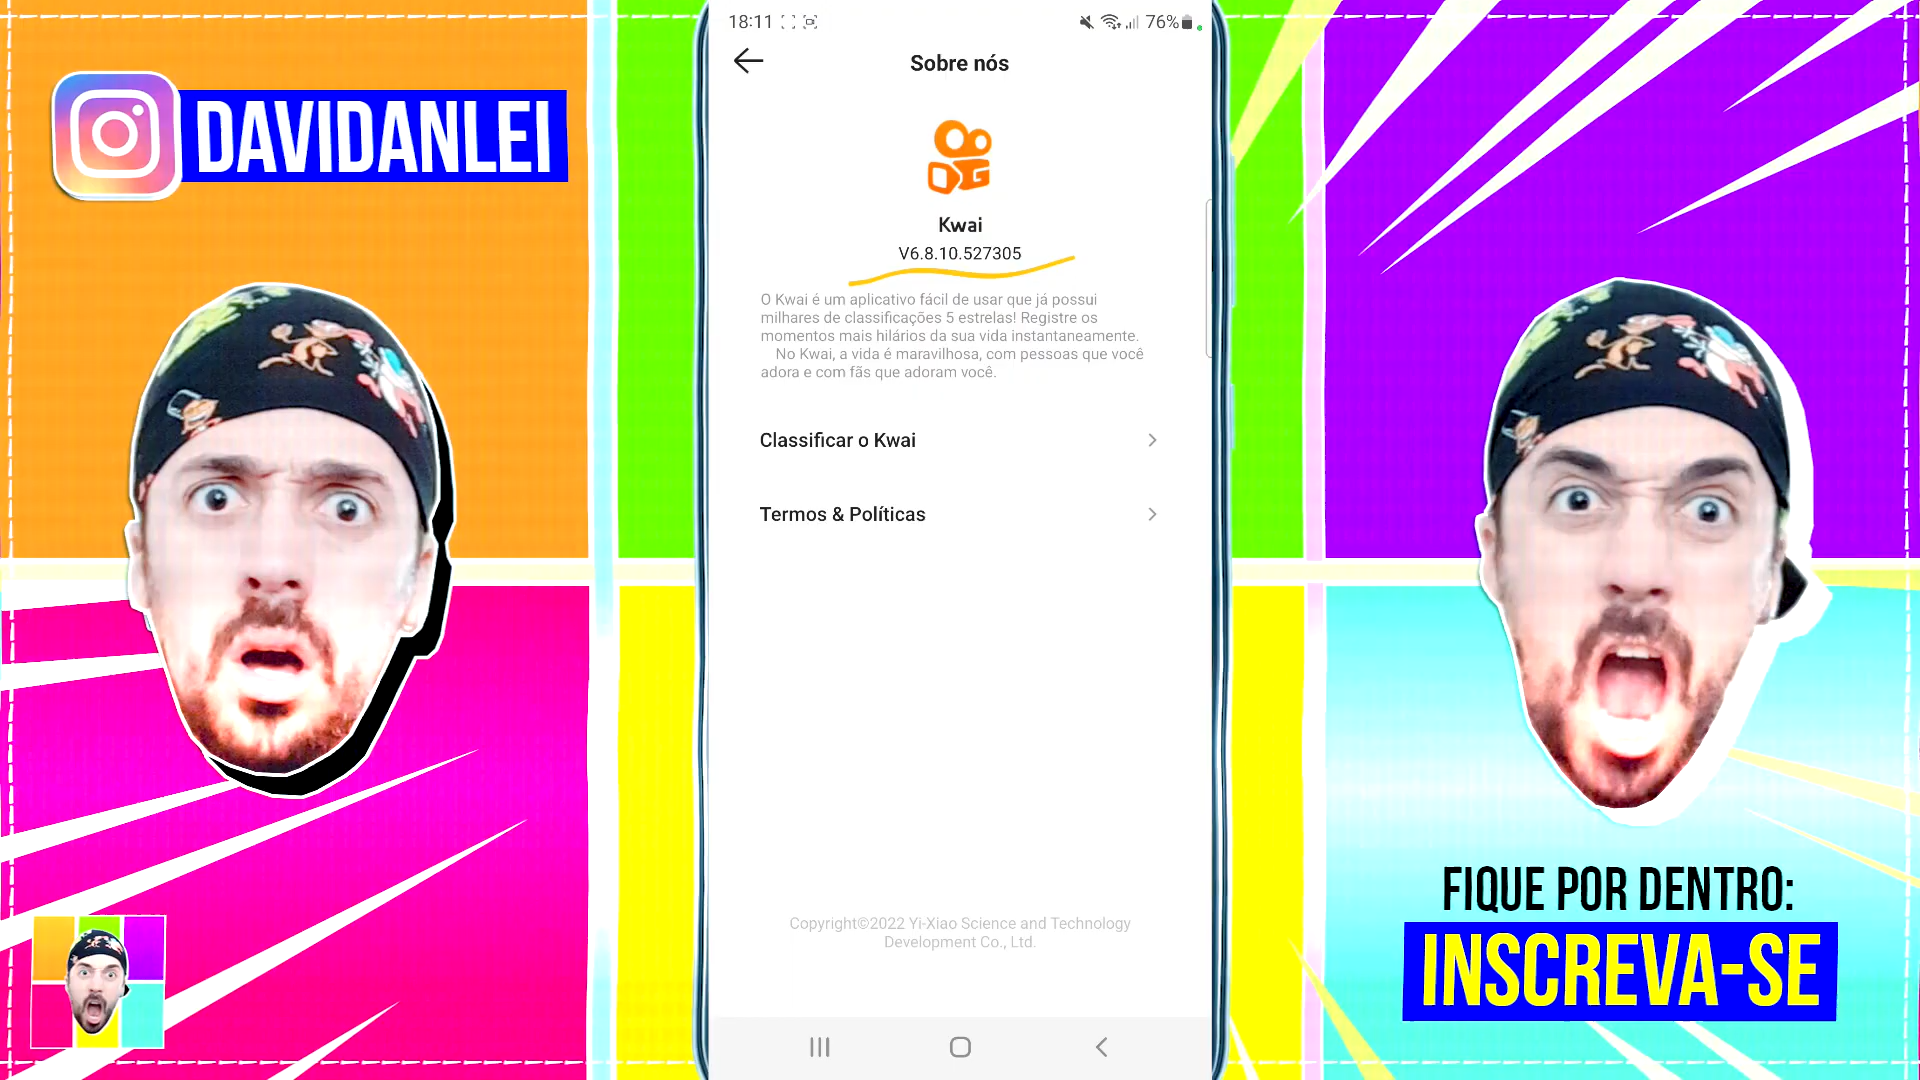 DAVIDANLEI
18:11
76%
Sobre nós
Kwai
V6.8.10.527305
O Kwai é um aplicativo fácil de usar que já possui
milhares de classificações 5 estrelas! Registre os
momentos mais hilários da sua vida instantaneamente.
No Kwai, a vida é maravilhosa, com pessoas que você
adora e com fãs que adoram você.
Classificar o Kwai
Termos & Políticas
Copyright©2022 Yi-Xiao Science and Technology
Development Co., Ltd.
FIQUE POR DENTRO:
INSCREVA-SE